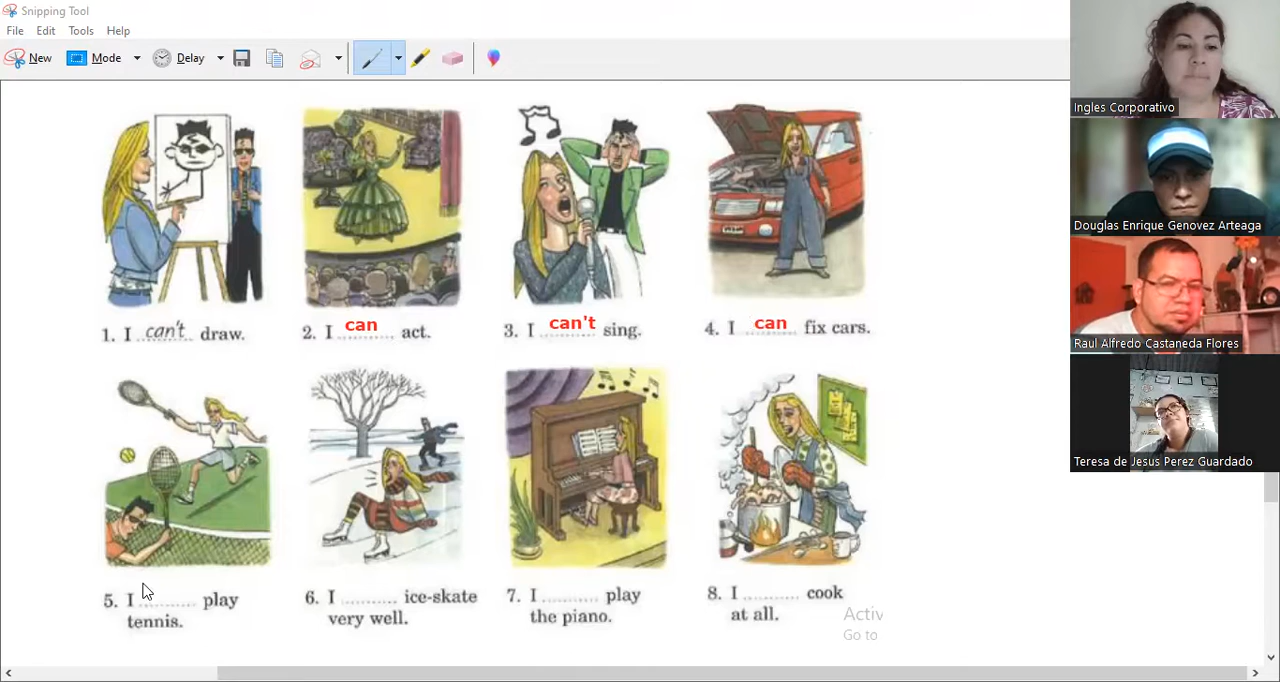 Snipping Tool
File Edit Tools Help
New Mode Delay
Ingles Corporativo
Douglas Enrique Genovez Arteaga
Raul Alfredo Castaneda Flores
Teresa de Jesus Perez Guardado
1. I can't draw.
2. I can act.
3. I can't sing.
4. I can fix cars.
5. I .......... play
tennis.
6. I .......... ice-skate
very well.
7. I .......... play
the piano.
8. I .......... cook
at all.
Activ
Go to